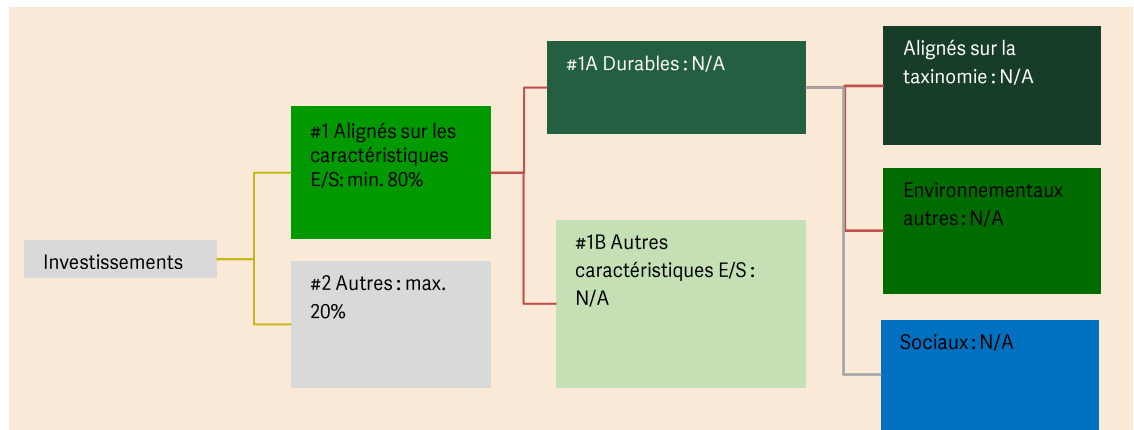 Investissements
#1 Alignés sur les
caractéristiques
E/S: min. 80%
#2 Autres : max.
20%
#1A Durables : N/A
#1B Autres
caractéristiques E/S :
N/A
Alignés sur la
taxinomie : N/A
Environnementaux
autres : N/A
Sociaux : N/A